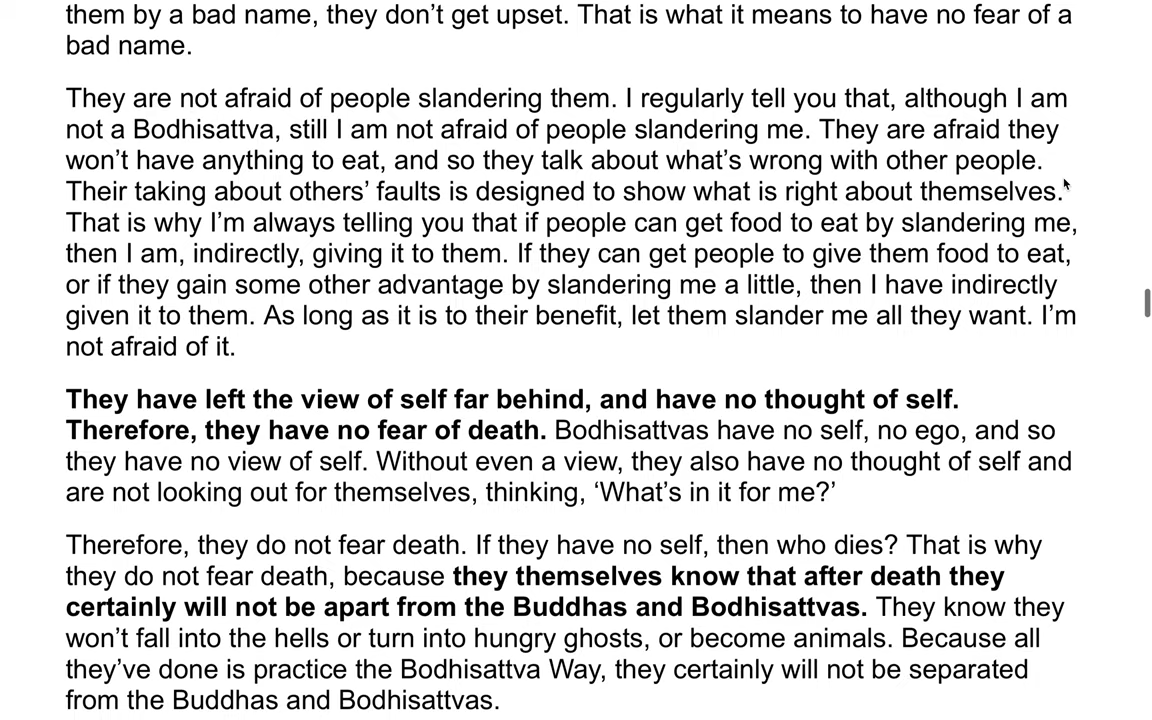 them by a bad name, they don’t get upset. That is what it means to have no fear of a
bad name.
They are not afraid of people slandering them. I regularly tell you that, although I am
not a Bodhisattva, still I am not afraid of people slandering me. They are afraid they
won’t have anything to eat, and so they talk about what’s wrong with other people.
Their taking about others’ faults is designed to show what is right about themselves.
That is why I’m always telling you that if people can get food to eat by slandering me,
then I am, indirectly, giving it to them. If they can get people to give them food to eat,
or if they gain some other advantage by slandering me a little, then I have indirectly
given it to them. As long as it is to their benefit, let them slander me all they want. I’m
not afraid of it.
They have left the view of self far behind, and have no thought of self.
Therefore, they have no fear of death. Bodhisattvas have no self, no ego, and so
they have no view of self. Without even a view, they also have no thought of self and
are not looking out for themselves, thinking, ‘What’s in it for me?’
Therefore, they do not fear death. If they have no self, then who dies? That is why
they do not fear death, because they themselves know that after death they
certainly will not be apart from the Buddhas and Bodhisattvas. They know they
won’t fall into the hells or turn into hungry ghosts, or become animals. Because all
they’ve done is practice the Bodhisattva Way, they certainly will not be separated
from the Buddhas and Bodhisattvas.